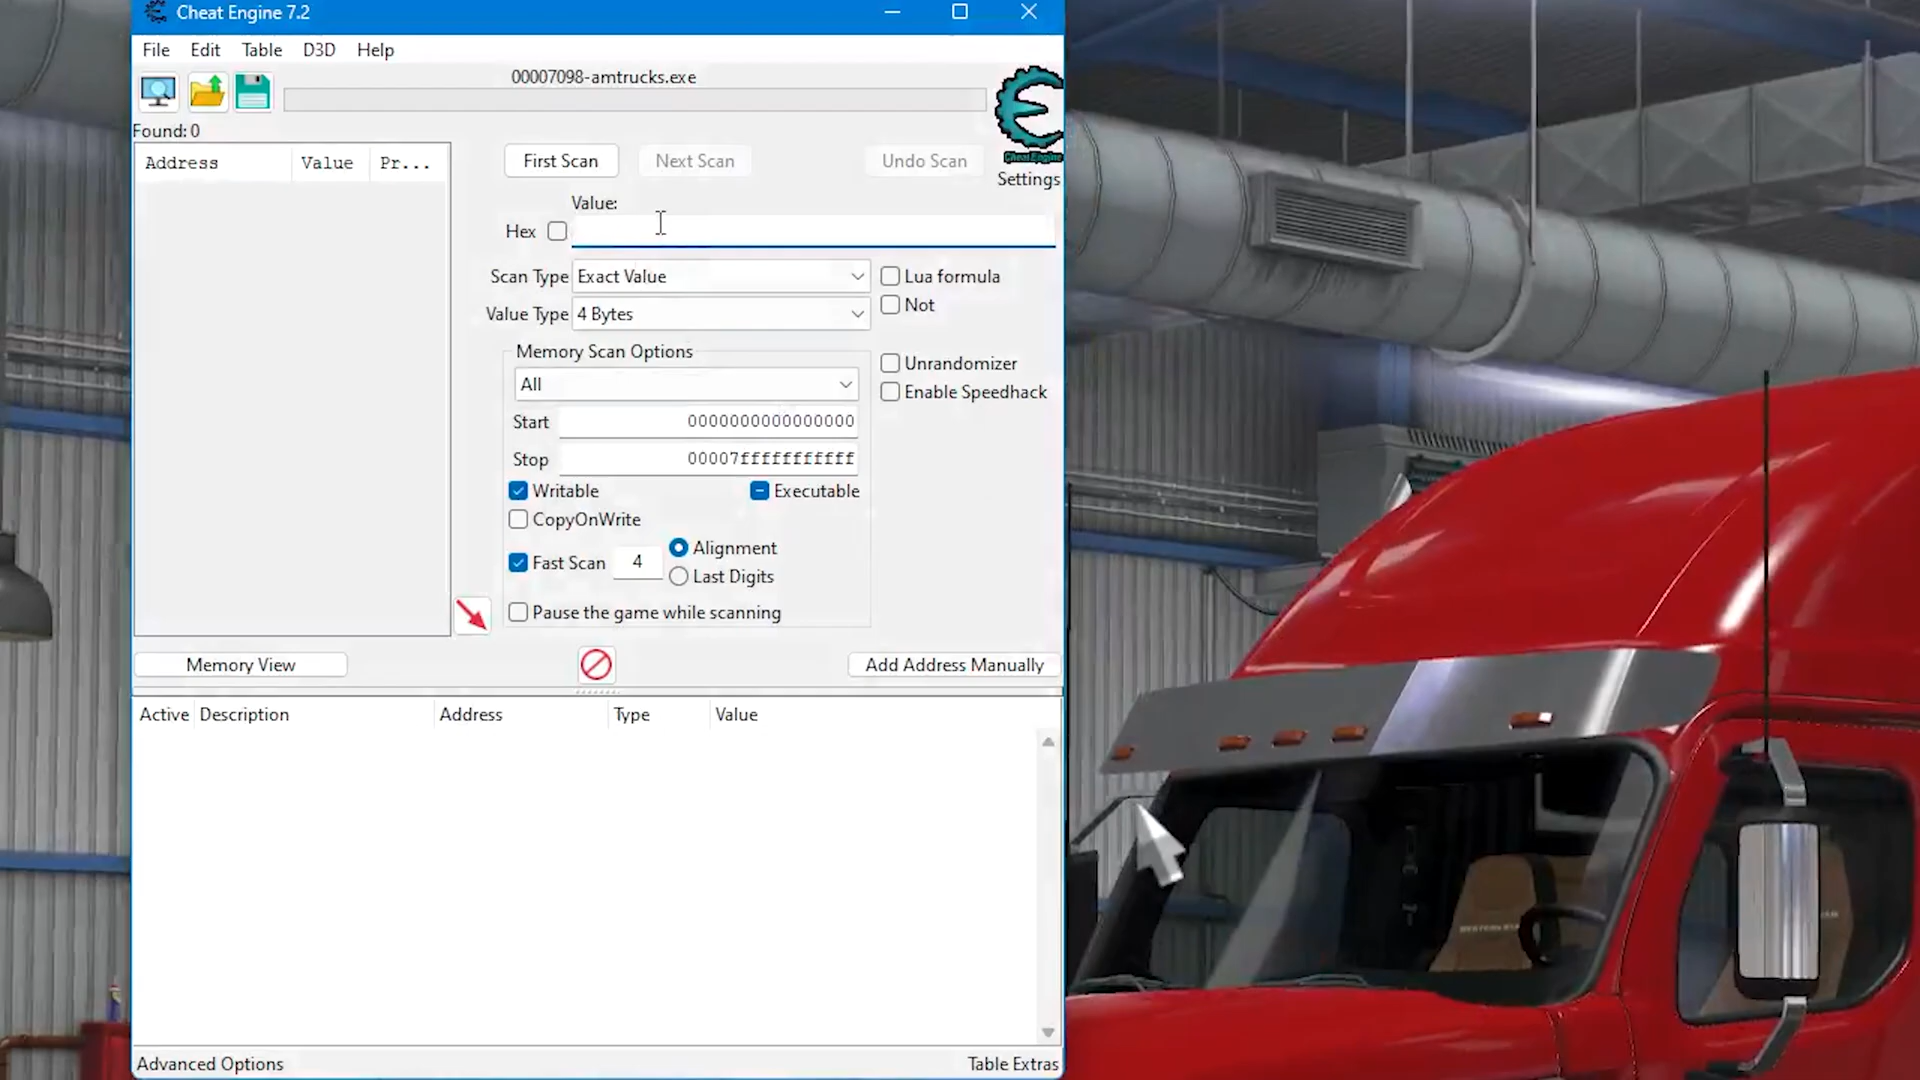 Cheat Engine 7.2
File Edit Table D3D Help
00007098-amtrucks.exe
Found: 0
Address Value Pr...
First Scan Next Scan Undo Scan
Cheat Engine
Settings
Value:
Hex
Scan Type Exact Value Lua formula
Not
Value Type 4 Bytes
Memory Scan Options
All
Unrandomizer
Enable Speedhack
Start 0000000000000000
Stop 00007fffffffffff
Writable Executable
CopyOnWrite
Fast Scan 4 Alignment
Last Digits
Pause the game while scanning
Memory View Add Address Manually
Active Description Address Type Value
Advanced Options Table Extras